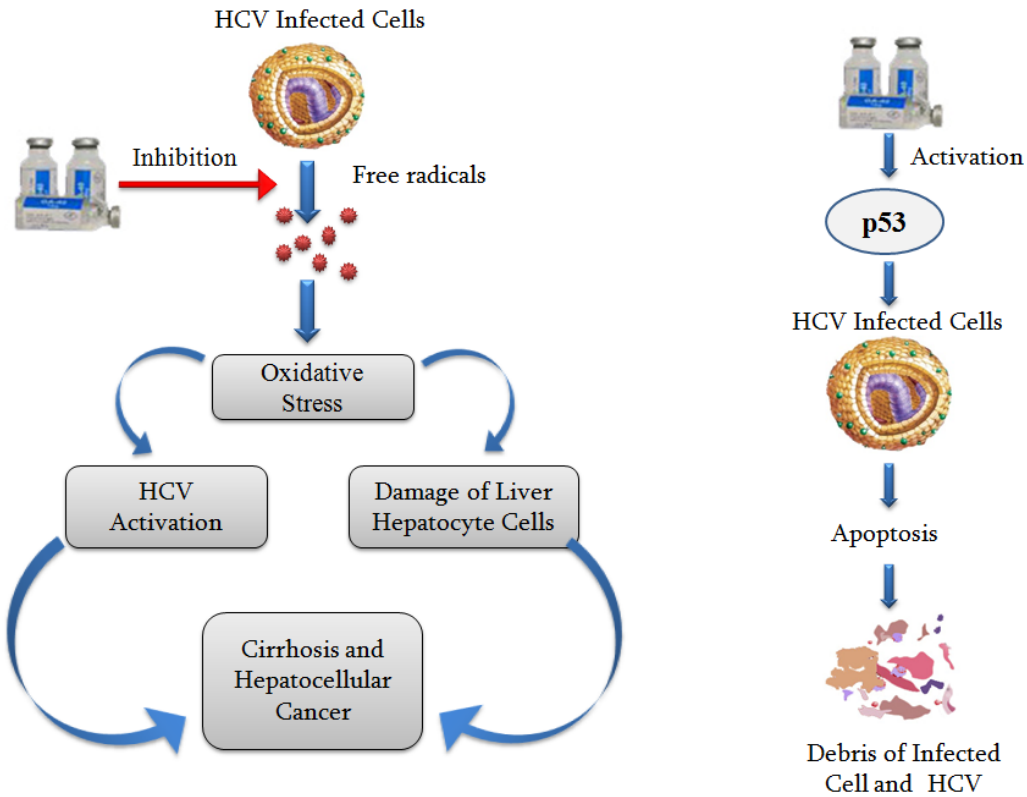 HCV Infected Cells
Inhibition
Free radicals
Oxidative
Stress
HCV
Activation
Damage of Liver
Hepatocyte Cells
Cirrhosis and
Hepatocellular
Cancer
Activation
p53
HCV Infected Cells
Apoptosis
Debris of Infected
Cell and HCV